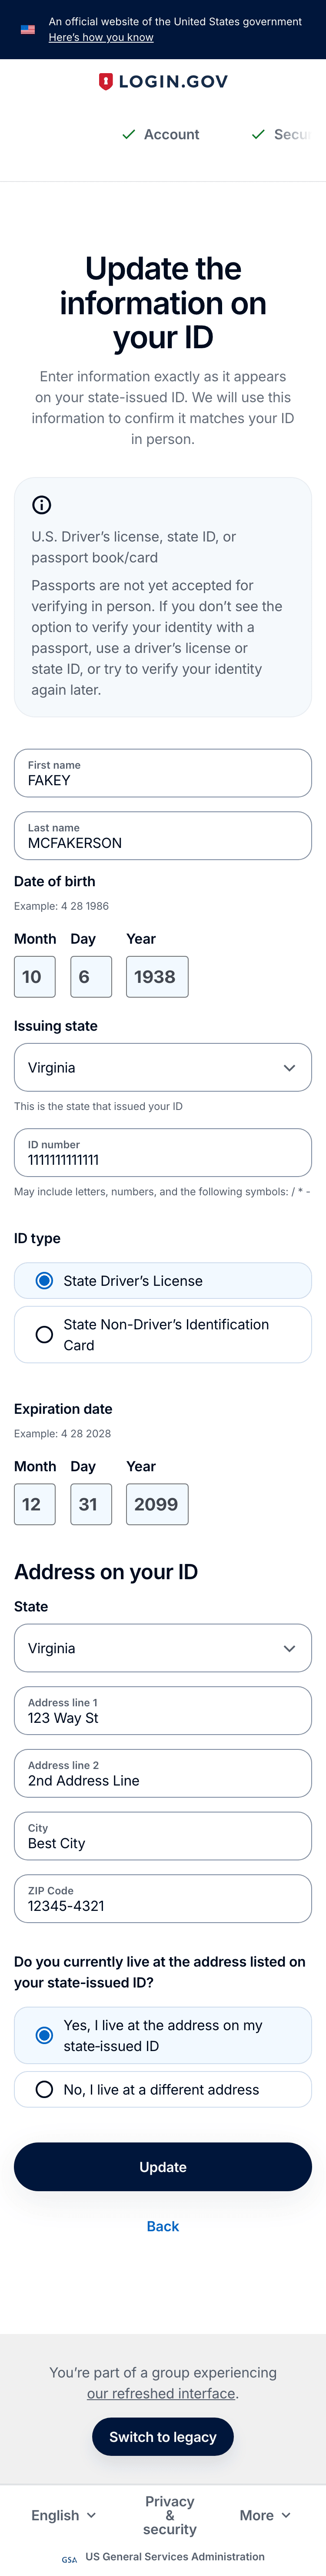 An official website of the United States government
Here's how you know
LOGIN.GOV
Account
Secu
Update the
information on
your ID
Enter information exactly as it appears
on your state-issued ID. We will use this
information to confirm it matches your ID
in person.
U.S. Driver's license, state ID, or
passport book/card
Passports are not yet accepted for
verifying in person. If you don't see the
option to verify your identity with a
passport, use a driver's license or
state ID, or try to verify your identity
again later.
First name
FAKEY
Last name
MCFAKERSON
Date of birth
Example: 4 28 1986
Month Day Year
10 6 1938
Issuing state
Virginia
This is the state that issued your ID
ID number
1111111111111
May include letters, numbers, and the following symbols: / * -
ID type
State Driver's License
State Non-Driver's Identification
Card
Expiration date
Example: 4 28 2028
Month Day Year
12 31 2099
Address on your ID
State
Virginia
Address line 1
123 Way St
Address line 2
2nd Address Line
City
Best City
ZIP Code
12345-4321
Do you currently live at the address listed on
your state-issued ID?
Yes, I live at the address on my
state-issued ID
No, I live at a different address
Update
Back
You're part of a group experiencing
our refreshed interface.
Switch to legacy
English
Privacy
&
security
More
GSA US General Services Administration